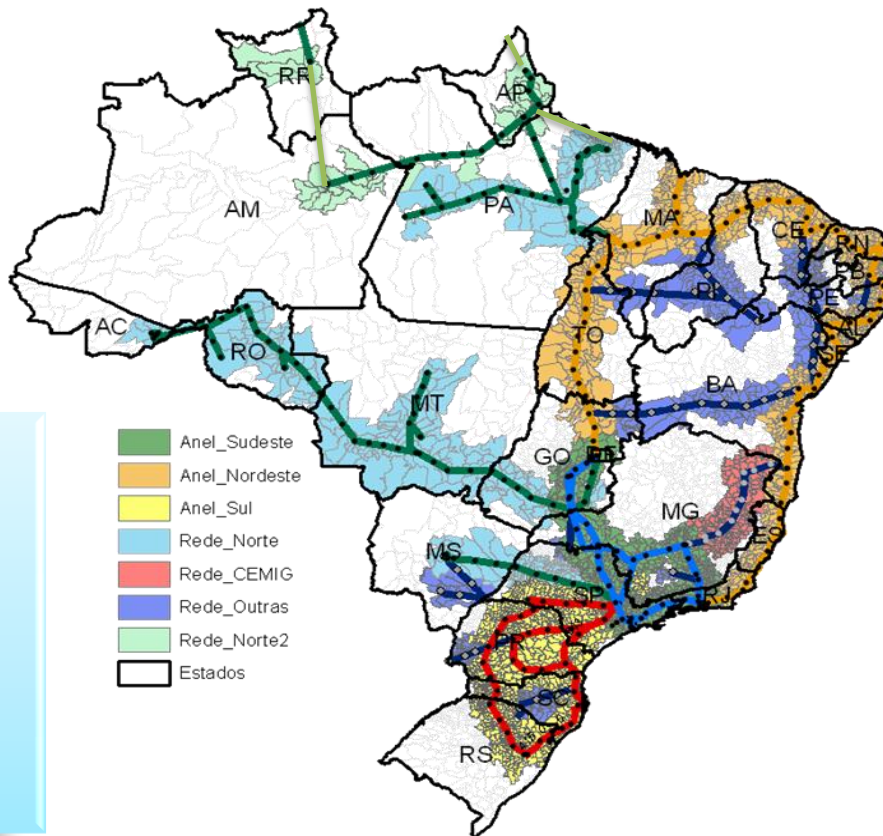 RR
AP
AM
PA
MA
CE
RN
PB
PE
AL
SE
PI
TO
AC
RO
BA
MT
GO
MG
ES
MS
SP
RJ
SC
RS
Anel_Sudeste
Anel_Nordeste
Anel_Sul
Rede_Norte
Rede_CEMIG
Rede_Outras
Rede_Norte2
Estados